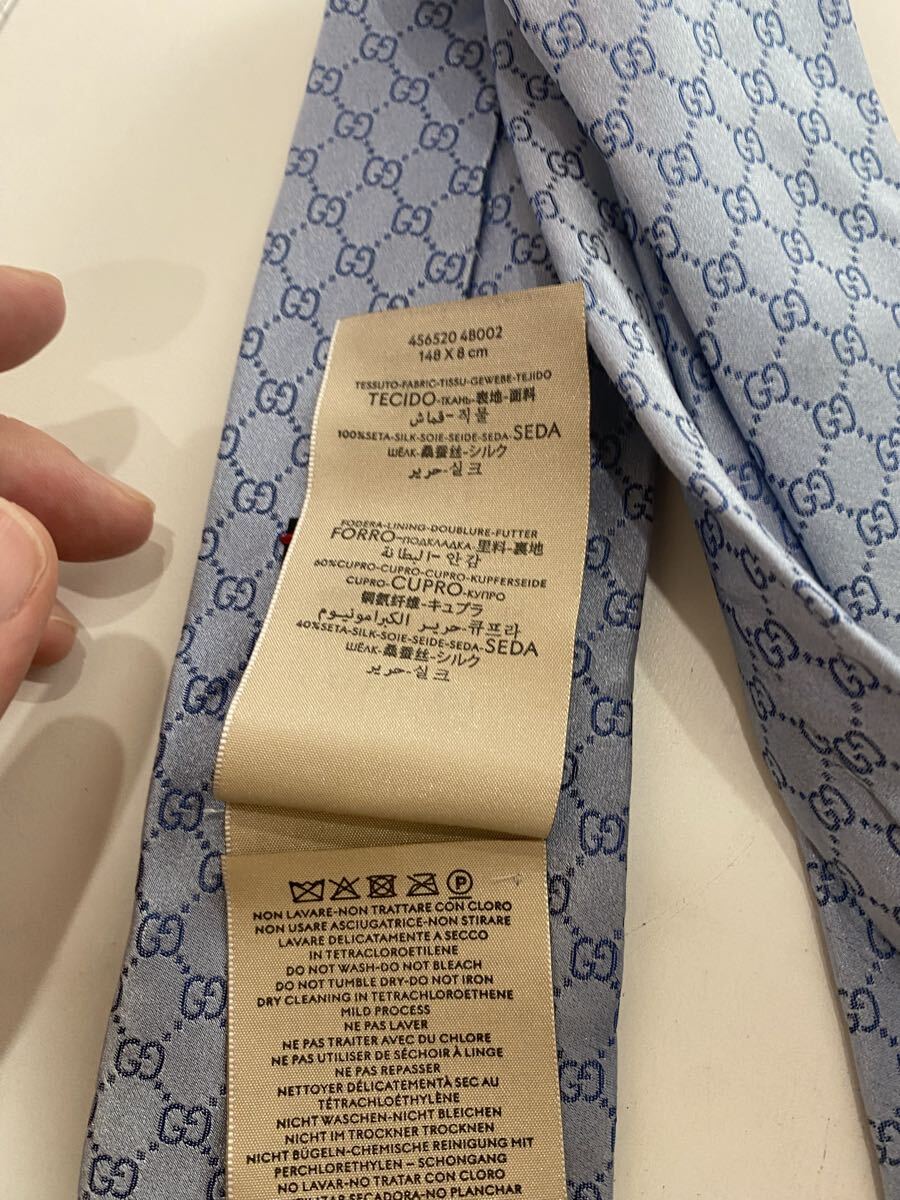 456520 4B002
148 X 8 cm
TESSUTO-FABRIC-TISSU-GEWEBE-TEJIDO
TECIDO-ТКАНЬ-表地-面料
قماش-직물
100%SETA-SILK-SOIE-SEIDE-SEDA-SEDA
ШЁЛК-桑蚕丝-シルク
حرير-실크
FODERA-LINING-DOUBLURE-FUTTER
FORRO-ПОДКЛАДКА-里料-裏地
البطانة-안감
60%CUPRO-CUPRO-CUPRO-KUPFERSEIDE
CUPRO-CUPRO-КУПРО
铜氨纤维-キュプラ
حرير الكبرامونيوم-큐프라
40%SETA-SILK-SOIE-SEIDE-SEDA-SEDA
ШЁЛК-桑蚕丝-シルク
حرير-실크
P
NON LAVARE-NON TRATTARE CON CLORO
NON USARE ASCIUGATRICE-NON STIRARE
LAVARE DELICATAMENTE A SECCO
IN TETRACLOROETILENE
DO NOT WASH-DO NOT BLEACH
DO NOT TUMBLE DRY-DO NOT IRON
DRY CLEANING IN TETRACHLOROETHENE
MILD PROCESS
NE PAS LAVER
NE PAS TRAITER AVEC DU CHLORE
NE PAS UTILISER DE SÉCHOIR À LINGE
NE PAS REPASSER
NETTOYER DÉLICATEMENTÀ SEC AU
TÉTRACHLOÉTHYLÈNE
NICHT WASCHEN-NICHT BLEICHEN
NICHT IM TROCKNER TROCKNEN
NICHT BÜGELN-CHEMISCHE REINIGUNG MIT
PERCHLORETHYLEN – SCHONGANG
NO LAVAR-NO TRATAR CON CLORO
SECADORA-NO PLANCHAR